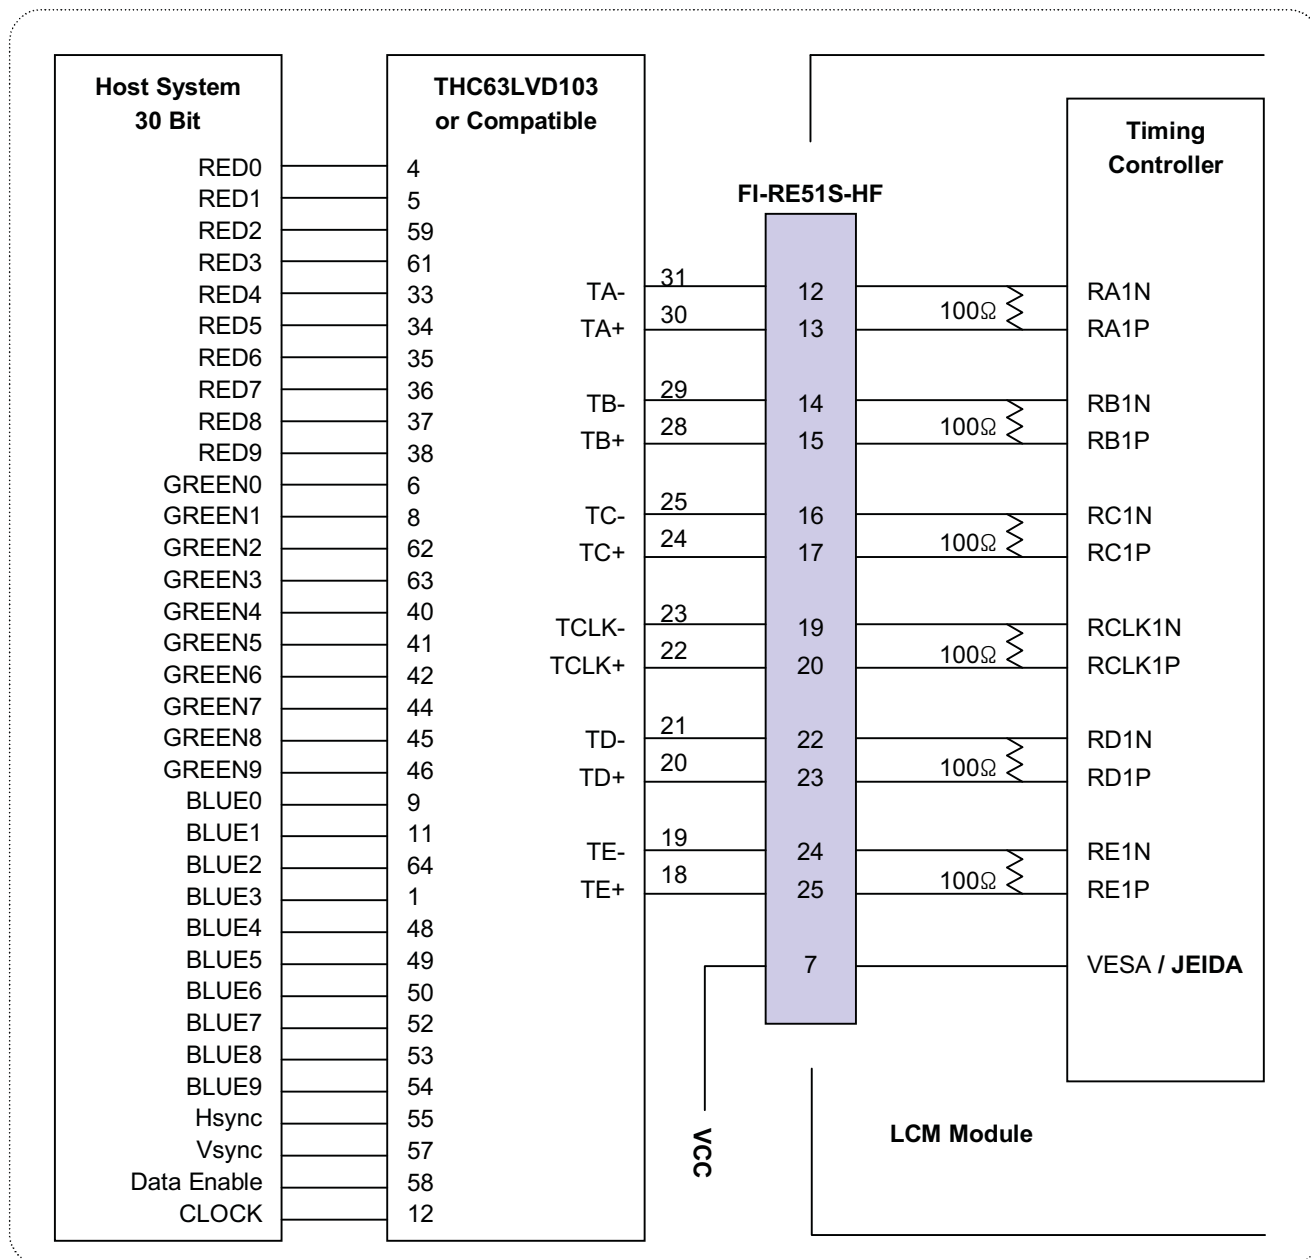 Host System
30 Bit
RED0
RED1
RED2
RED3
RED4
RED5
RED6
RED7
RED8
RED9
GREEN0
GREEN1
GREEN2
GREEN3
GREEN4
GREEN5
GREEN6
GREEN7
GREEN8
GREEN9
BLUE0
BLUE1
BLUE2
BLUE3
BLUE4
BLUE5
BLUE6
BLUE7
BLUE8
BLUE9
Hsync
Vsync
Data Enable
CLOCK
THC63LVD103
or Compatible
4
5
59
61
33
34
35
36
37
38
6
8
62
63
40
41
42
44
45
46
9
11
64
1
48
49
50
52
53
54
55
57
58
12
TA-
TA+
TB-
TB+
TC-
TC+
TCLK-
TCLK+
TD-
TD+
TE-
TE+
31
30
29
28
25
24
23
22
21
20
19
18
VCC
FI-RE51S-HF
12
13
14
15
16
17
19
20
22
23
24
25
7
100Ω
100Ω
100Ω
100Ω
100Ω
100Ω
Timing
Controller
RA1N
RA1P
RB1N
RB1P
RC1N
RC1P
RCLK1N
RCLK1P
RD1N
RD1P
RE1N
RE1P
VESA / JEIDA
LCM Module